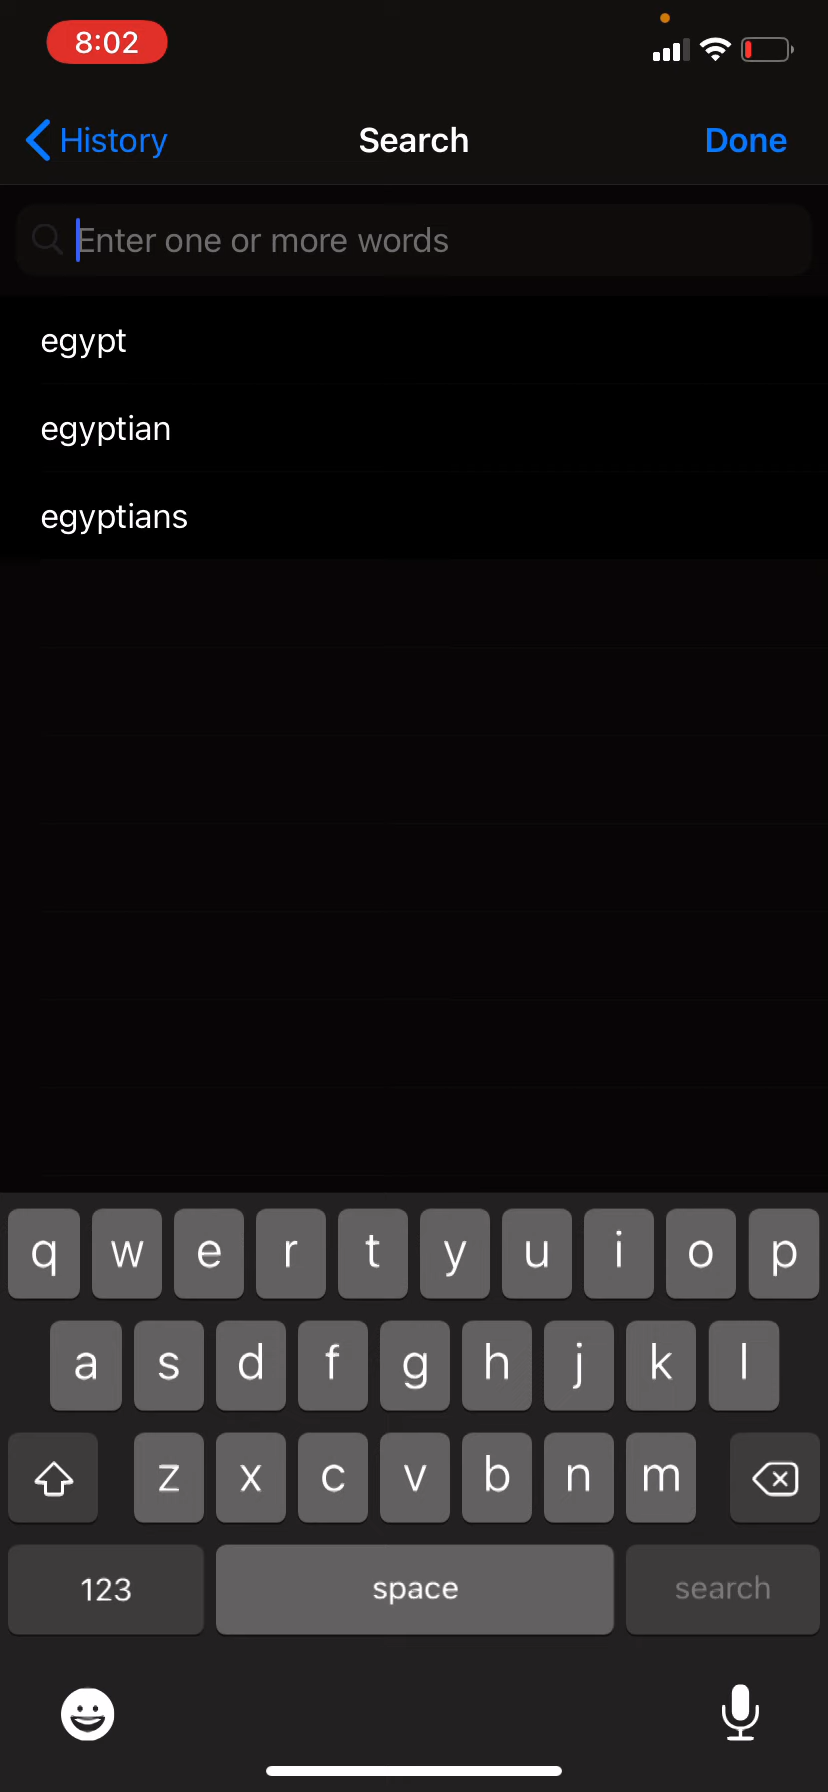 8:02
History
Search
Done
Enter one or more words
egypt
egyptian
egyptians
q w e r t y u i o p
a s d f g h j k l
z x c v b n m
123 space search